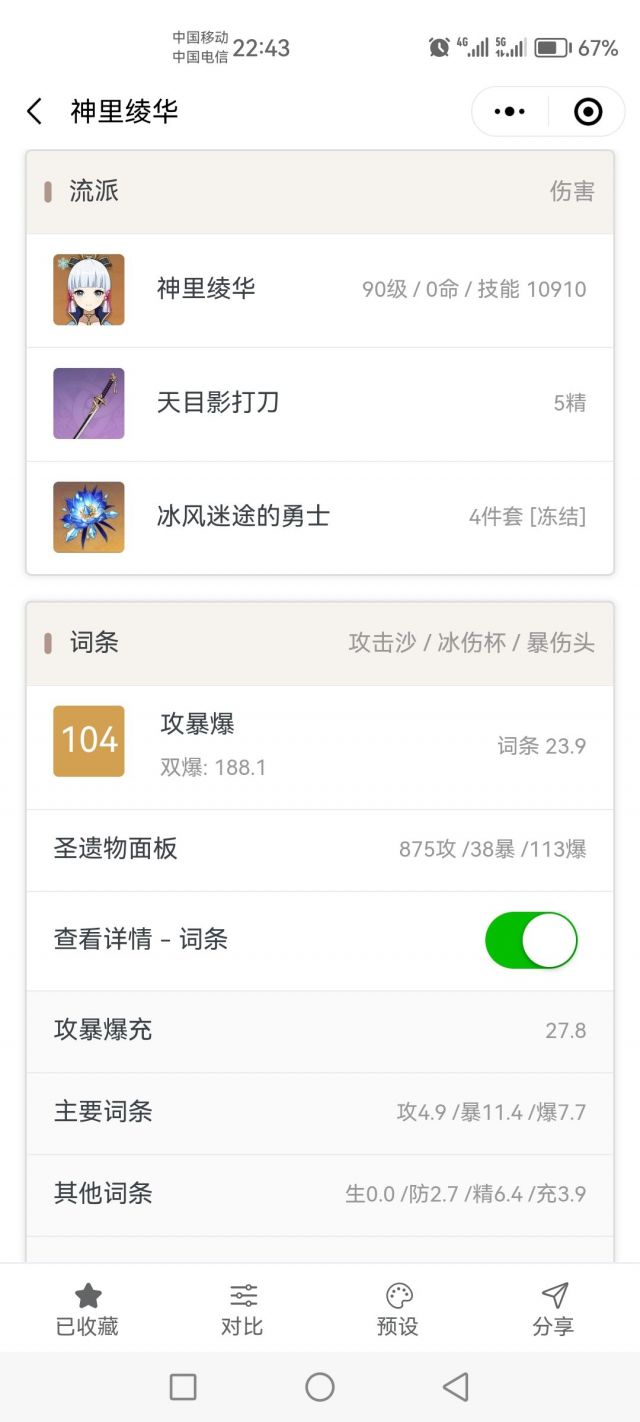 中国移动
中国电信
22:43
4G
5G
67%
神里绫华
流派 伤害
神里绫华 90级 / 0命 / 技能 10910
天目影打刀 5精
冰风迷途的勇士 4件套 [冻结]
词条 攻击沙 / 冰伤杯 / 暴伤头
104
攻暴爆
双爆: 188.1
词条 23.9
圣遗物面板 875攻 /38暴 /113爆
查看详情 – 词条
攻暴爆充 27.8
主要词条 攻4.9 /暴11.4 /爆7.7
其他词条 生0.0 /防2.7 /精6.4 /充3.9
已收藏 对比 预设 分享